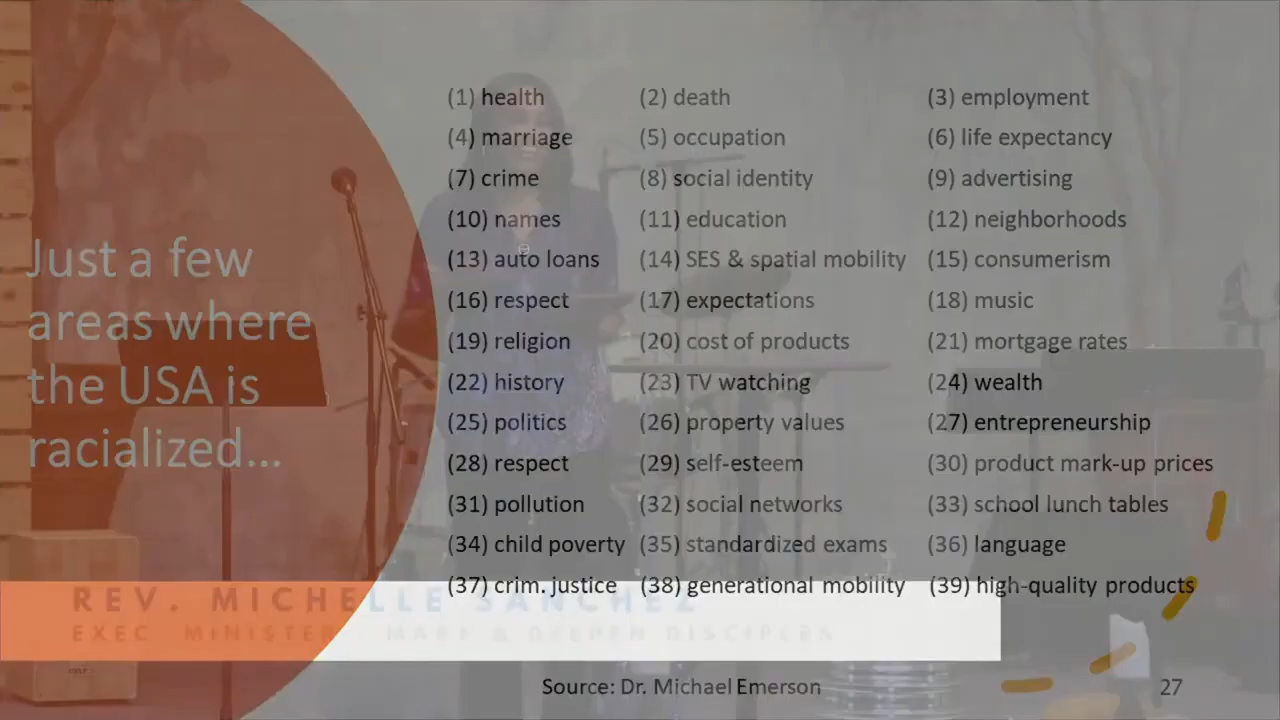 Just a few
areas where
the USA is
racialized...
(1) health (2) death (3) employment
(4) marriage (5) occupation (6) life expectancy
(7) crime (8) social identity (9) advertising
(10) names (11) education (12) neighborhoods
(13) auto loans (14) SES & spatial mobility (15) consumerism
(16) respect (17) expectations (18) music
(19) religion (20) cost of products (21) mortgage rates
(22) history (23) TV watching (24) wealth
(25) politics (26) property values (27) entrepreneurship
(28) respect (29) self-esteem (30) product mark-up prices
(31) pollution (32) social networks (33) school lunch tables
(34) child poverty (35) standardized exams (36) language
(37) crim. justice (38) generational mobility (39) high-quality products
REV. MICHELLE SANCHEZ
EXEC. MINISTER - MAKE & DEEPEN DISCIPLES
Source: Dr. Michael Emerson
27